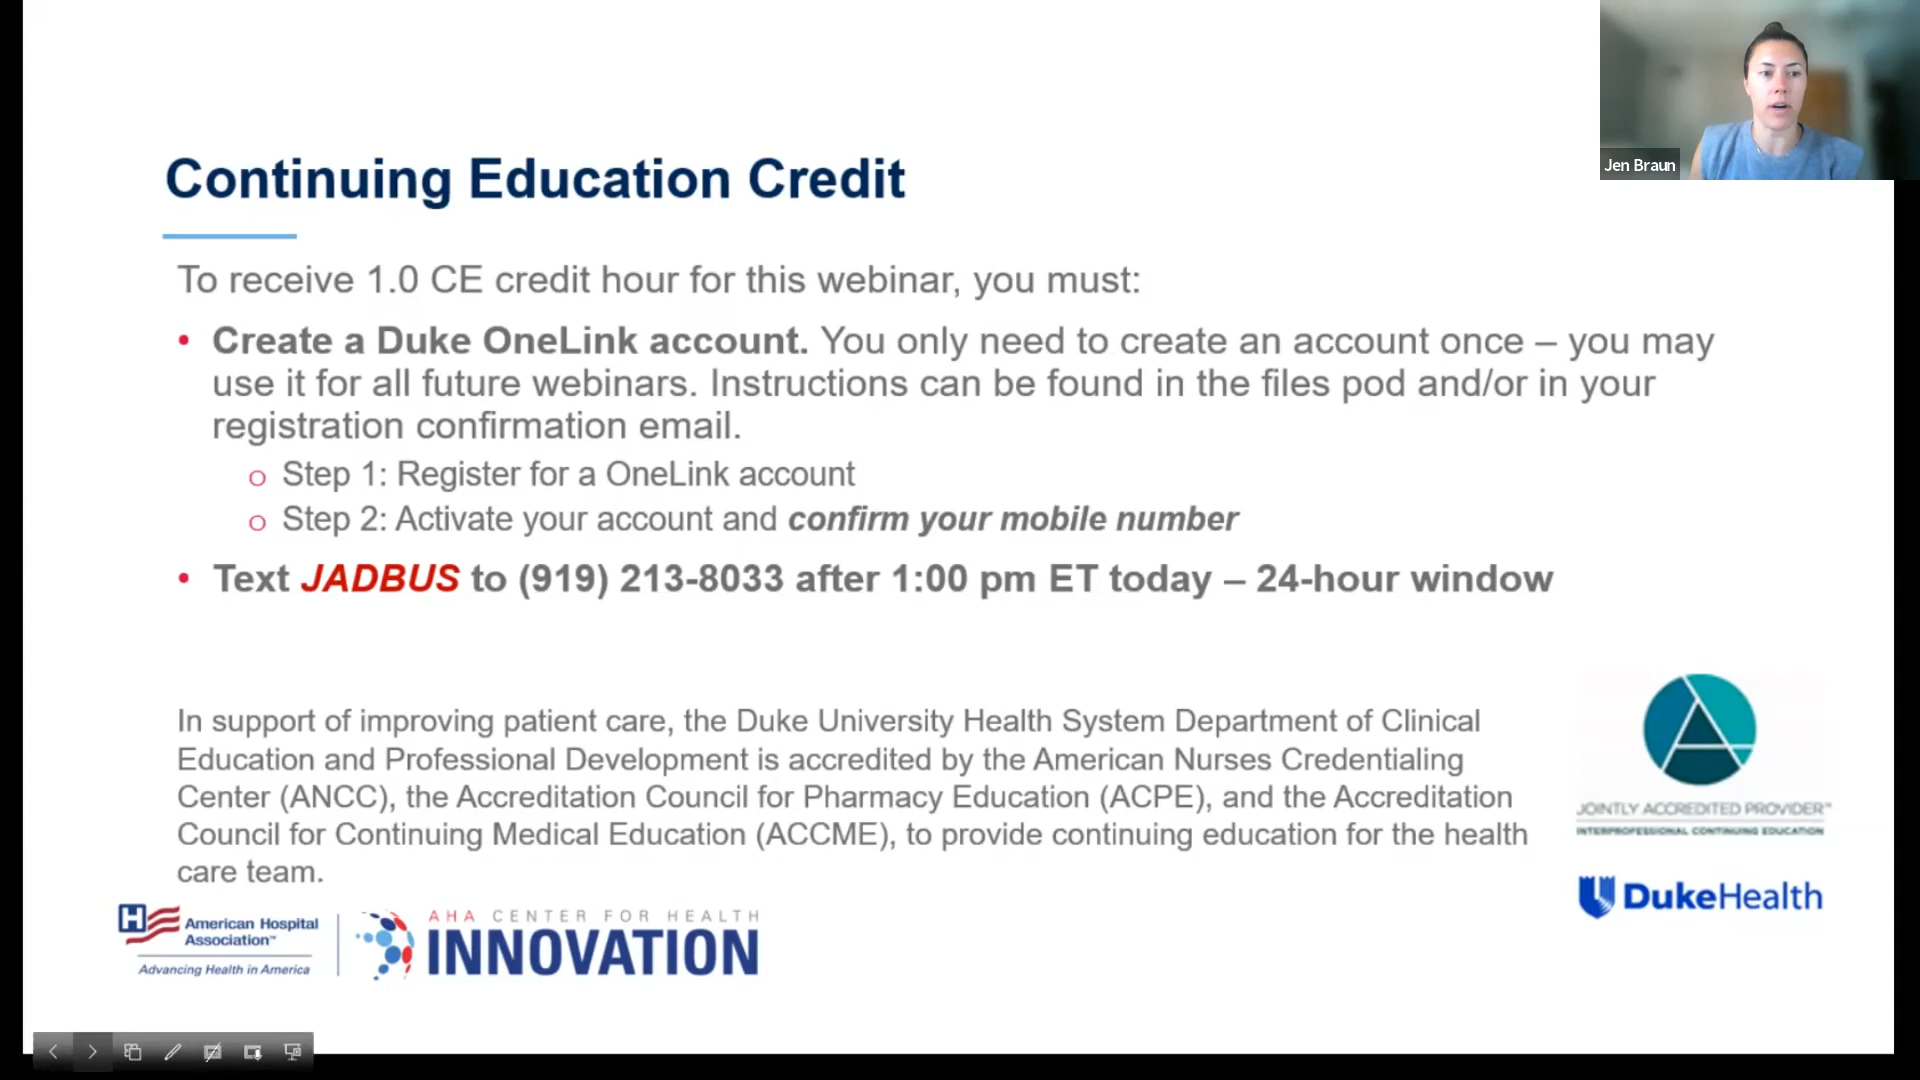 Jen Braun
Continuing Education Credit
To receive 1.0 CE credit hour for this webinar, you must:
• Create a Duke OneLink account. You only need to create an account once – you may
use it for all future webinars. Instructions can be found in the files pod and/or in your
registration confirmation email.
o Step 1: Register for a OneLink account
o Step 2: Activate your account and confirm your mobile number
• Text JADBUS to (919) 213-8033 after 1:00 pm ET today – 24-hour window
In support of improving patient care, the Duke University Health System Department of Clinical
Education and Professional Development is accredited by the American Nurses Credentialing
Center (ANCC), the Accreditation Council for Pharmacy Education (ACPE), and the Accreditation
Council for Continuing Medical Education (ACCME), to provide continuing education for the health
care team.
JOINTLY ACCREDITED PROVIDER™
INTERPROFESSIONAL CONTINUING EDUCATION
DukeHealth
H
American Hospital
Association™
Advancing Health in America
AHA CENTER FOR HEALTH
INNOVATION